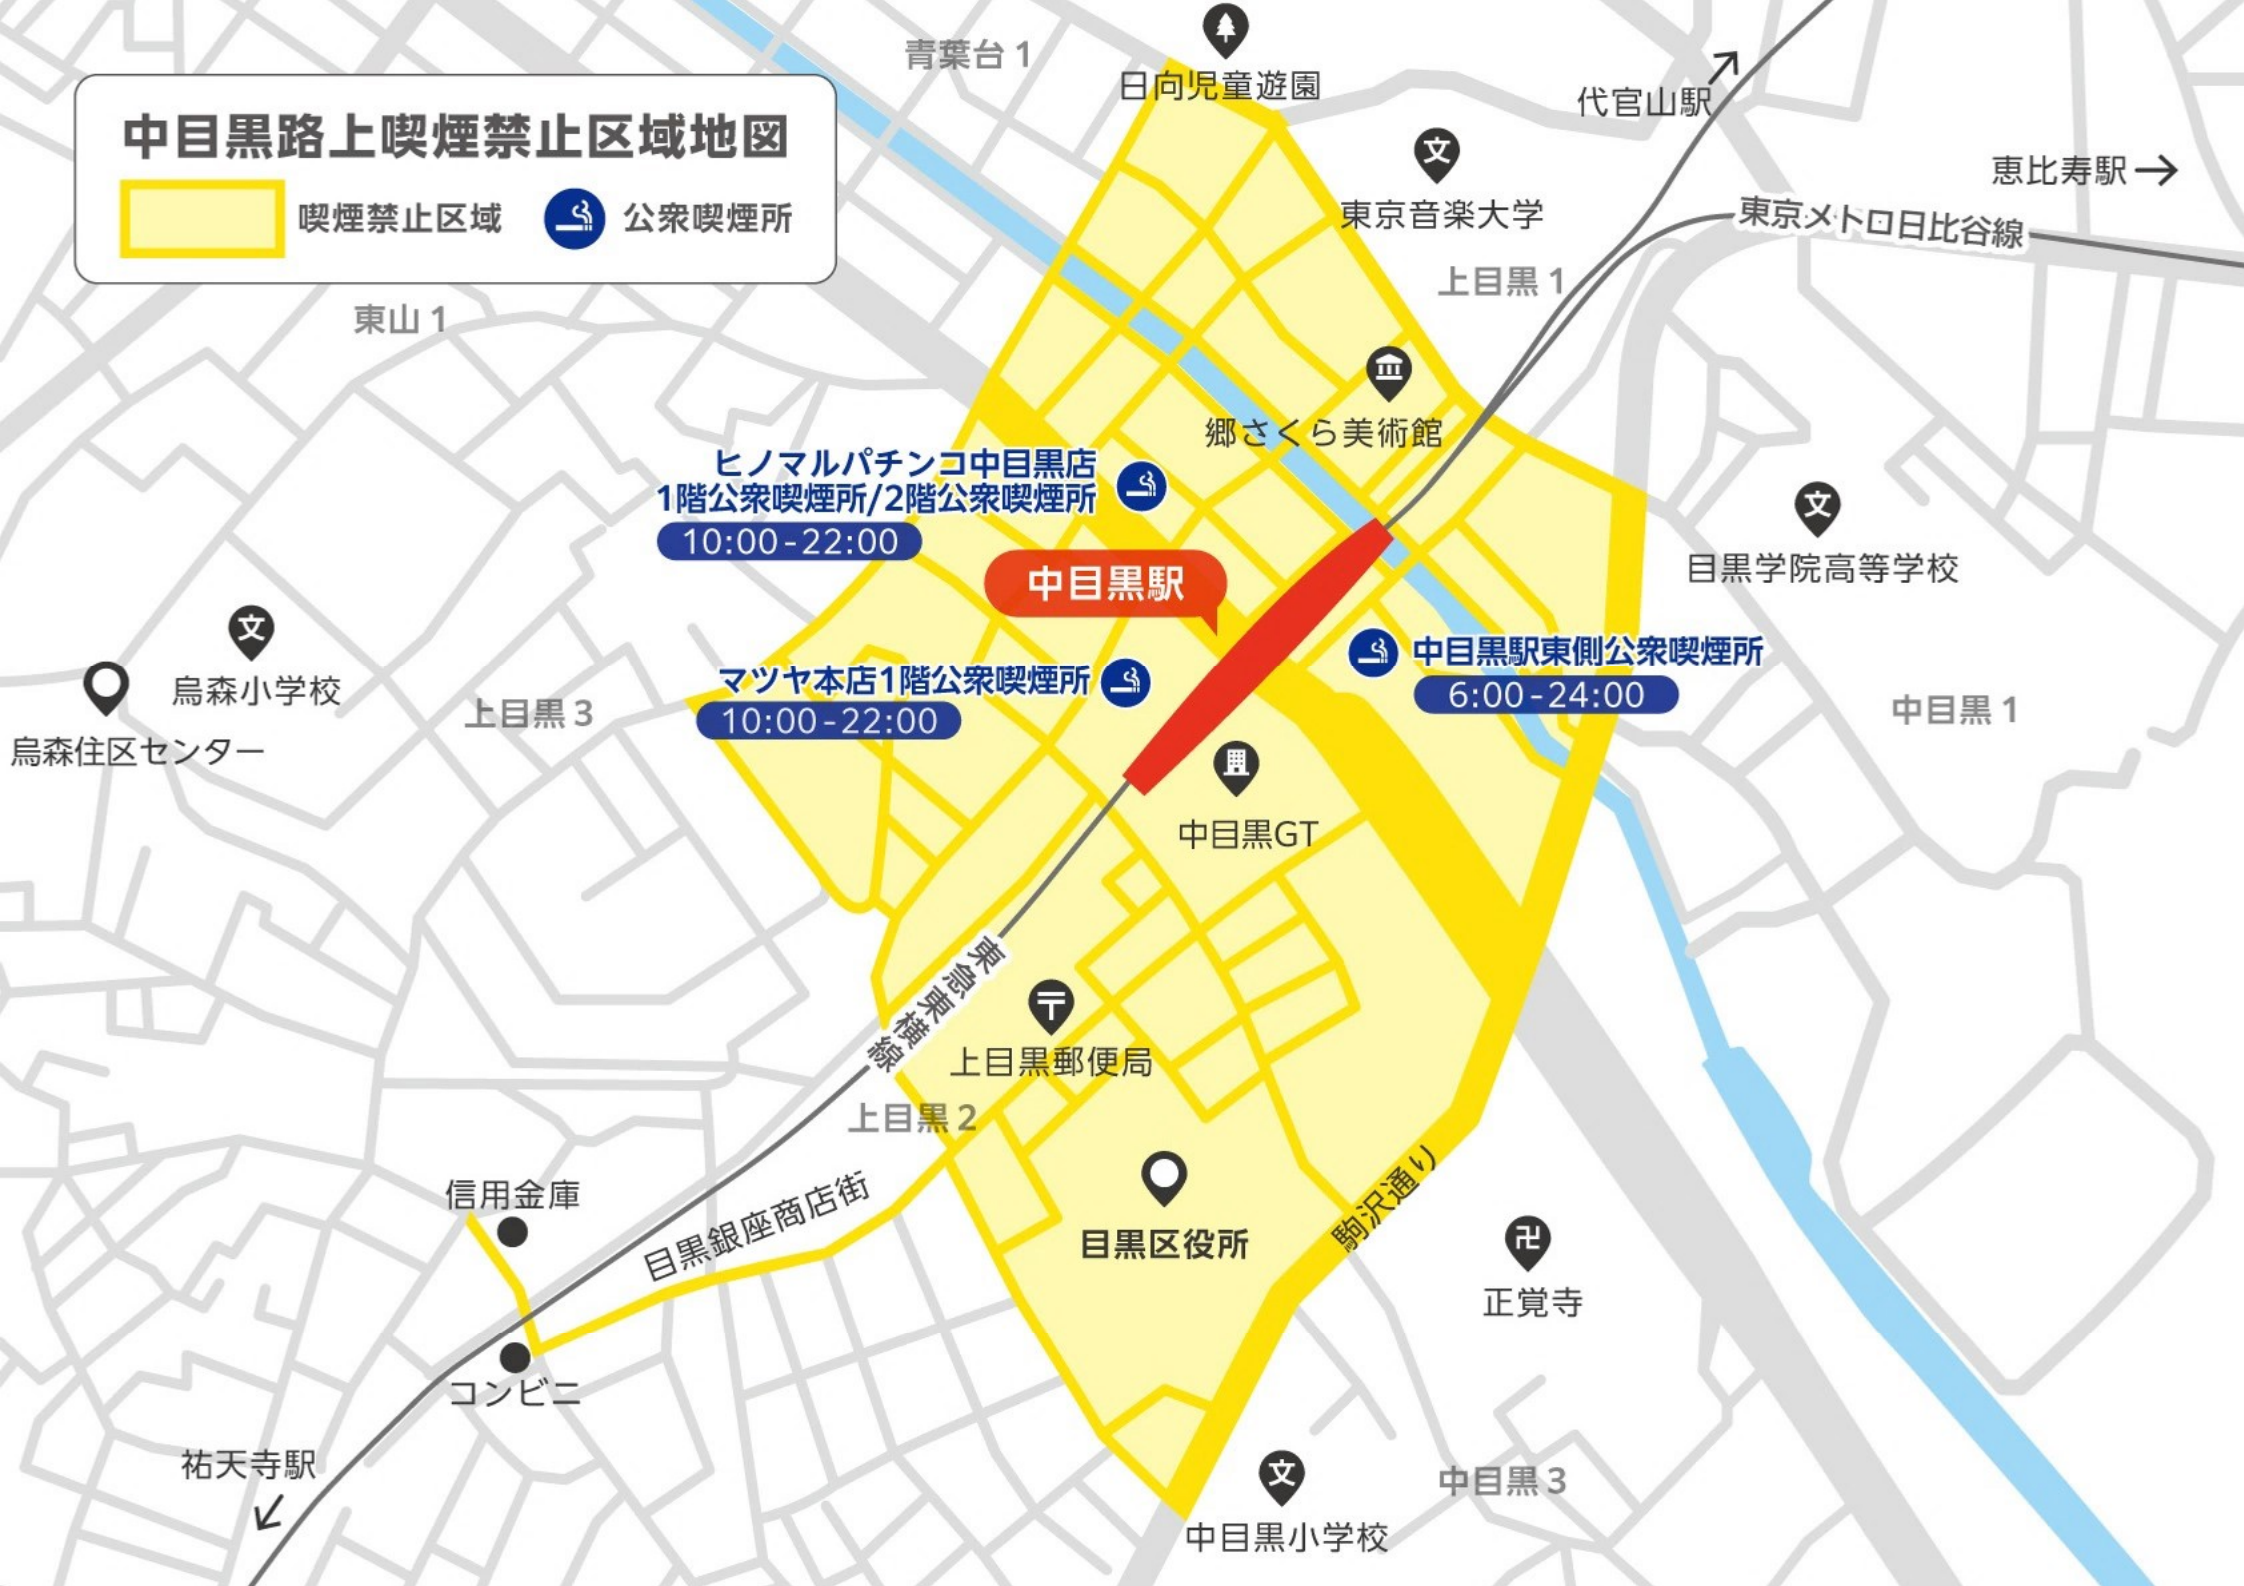 中目黒路上喫煙禁止区域地図
喫煙禁止区域
公衆喫煙所
青葉台 1
日向児童遊園
代官山駅
東京音楽大学
恵比寿駅
東京メトロ日比谷線
上目黒 1
東山 1
郷さくら美術館
ヒノマルパチンコ中目黒店
1階公衆喫煙所/2階公衆喫煙所
10:00-22:00
中目黒駅
目黒学院高等学校
文
文
文
文
烏森小学校
烏森住区センター
上目黒 3
マツヤ本店1階公衆喫煙所
10:00-22:00
中目黒駅東側公衆喫煙所
6:00-24:00
中目黒 1
中目黒GT
東急東横線
〒
上目黒郵便局
上目黒 2
信用金庫
目黒銀座商店街
目黒区役所
駒沢通り
卍
正覚寺
コンビニ
祐天寺駅
中目黒 3
中目黒小学校